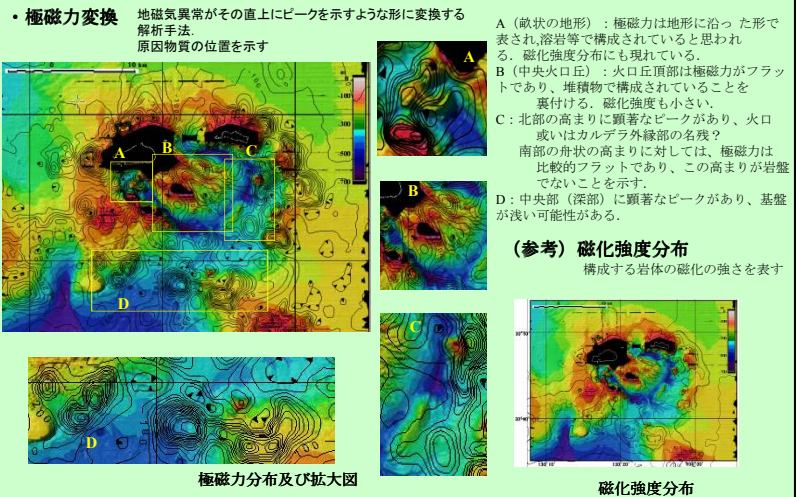 ・極磁力変換
地磁気異常がその直上にピークを示すような形に変換する
解析手法.
原因物質の位置を示す
A（畝状の地形）：極磁力は地形に沿っ た形で
表され,溶岩等で構成されていると思われ
る．磁化強度分布にも現れている．
B（中央火口丘）：火口丘頂部は極磁力がフラッ
トであり、堆積物で構成されていることを
裏付ける．磁化強度も小さい．
C：北部の高まりに顕著なピークがあり、火口
或いはカルデラ外縁部の名残？
南部の舟状の高まりに対しては、極磁力は
比較的フラットであり、この高まりが岩盤
でないことを示す．
D：中央部（深部）に顕著なピークがあり、基盤
が浅い可能性がある．
（参考）磁化強度分布
構成する岩体の磁化の強さを表す
10 km
A
B
C
D
A
B
C
D
極磁力分布及び拡大図
磁化強度分布